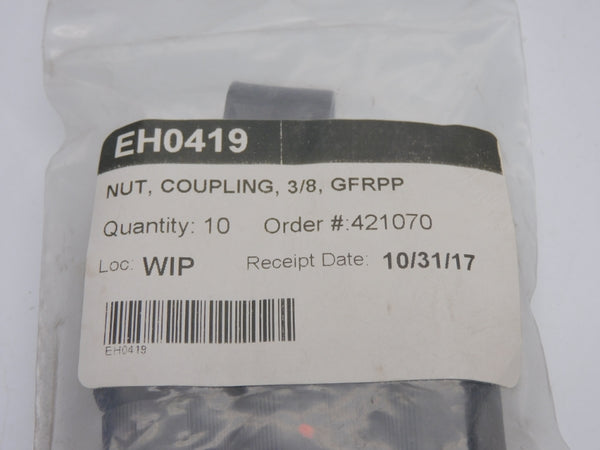 EH0419
NUT, COUPLING, 3/8, GFRPP
Quantity: 10 Order #:421070
Loc: WIP Receipt Date: 10/31/17
EH0419